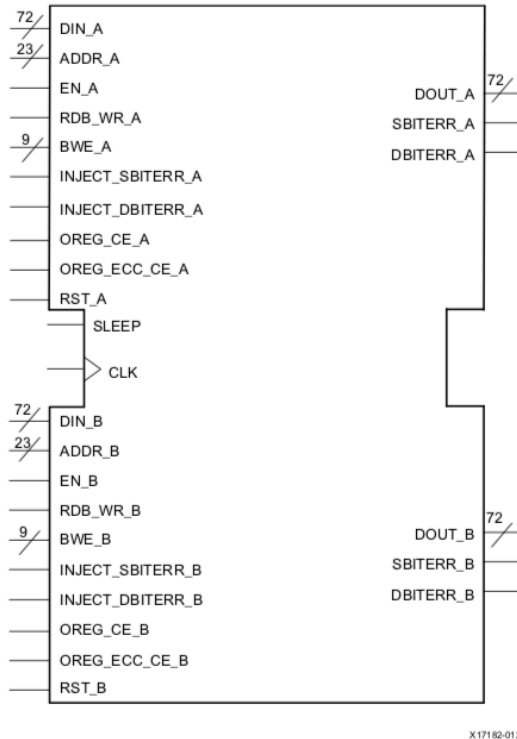 72
DIN_A
23
ADDR_A
EN_A
RDB_WR_A
9
BWE_A
INJECT_SBITERR_A
INJECT_DBITERR_A
OREG_CE_A
OREG_ECC_CE_A
RST_A
72
DOUT_A
SBITERR_A
DBITERR_A
SLEEP
CLK
72
DIN_B
23
ADDR_B
EN_B
RDB_WR_B
9
BWE_B
INJECT_SBITERR_B
INJECT_DBITERR_B
OREG_CE_B
OREG_ECC_CE_B
RST_B
72
DOUT_B
SBITERR_B
DBITERR_B